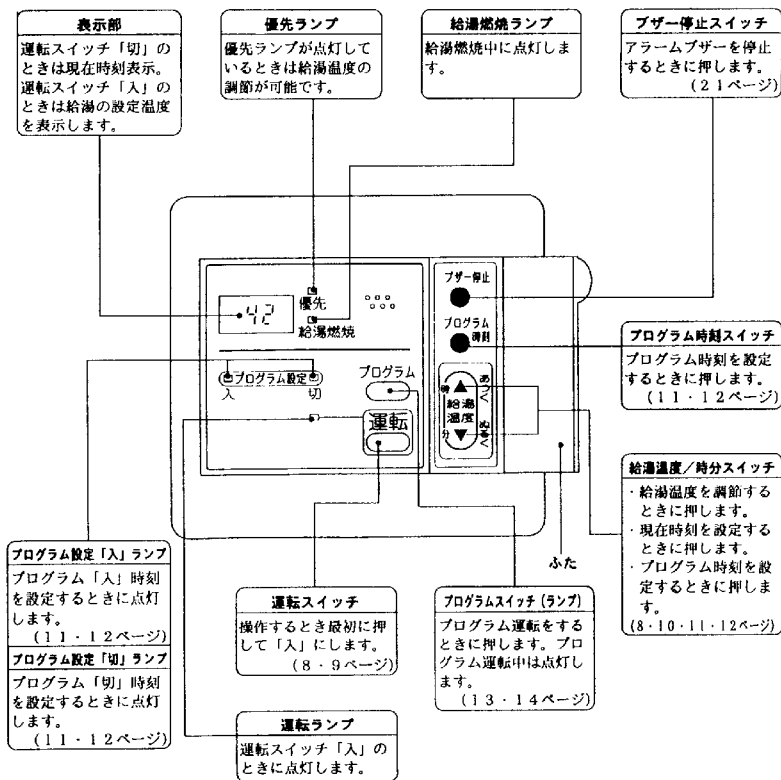 表示部
運転スイッチ「切」の
ときは現在時刻表示。
運転スイッチ「入」の
ときは給湯の設定温度
を表示します。
優先ランプ
優先ランプが点灯して
いるときは給湯温度の
調節が可能です。
給湯燃焼ランプ
給湯燃焼中に点灯しま
す。
ブザー停止スイッチ
アラームブザーを停止
するときに押します。
(21ページ)
42
優先
給湯燃焼
プログラム設定
入
切
プログラム
運転
ブザー停止
プログラム
時刻
時
あつく
給湯
温度
分
ぬるく
ふた
プログラム時刻スイッチ
プログラム時刻を設定
するときに押します。
(11・12ページ)
給湯温度/時分スイッチ
・給湯温度を調節する
ときに押します。
・現在時刻を設定する
ときに押します。
・プログラム時刻を設
定するときに押しま
す。
(8・10・11・12ページ)
プログラム設定「入」ランプ
プログラム「入」時刻
を設定するときに点灯
します。
(11・12ページ)
プログラム設定「切」ランプ
プログラム「切」時刻
を設定するときに点灯
します。
(11・12ページ)
運転スイッチ
操作するとき最初に押
して「入」にします。
(8・9ページ)
運転ランプ
運転スイッチ「入」の
ときに点灯します。
プログラムスイッチ(ランプ)
プログラム運転をする
ときに押します。プロ
グラム運転中は点灯し
ます。
(13・14ページ)